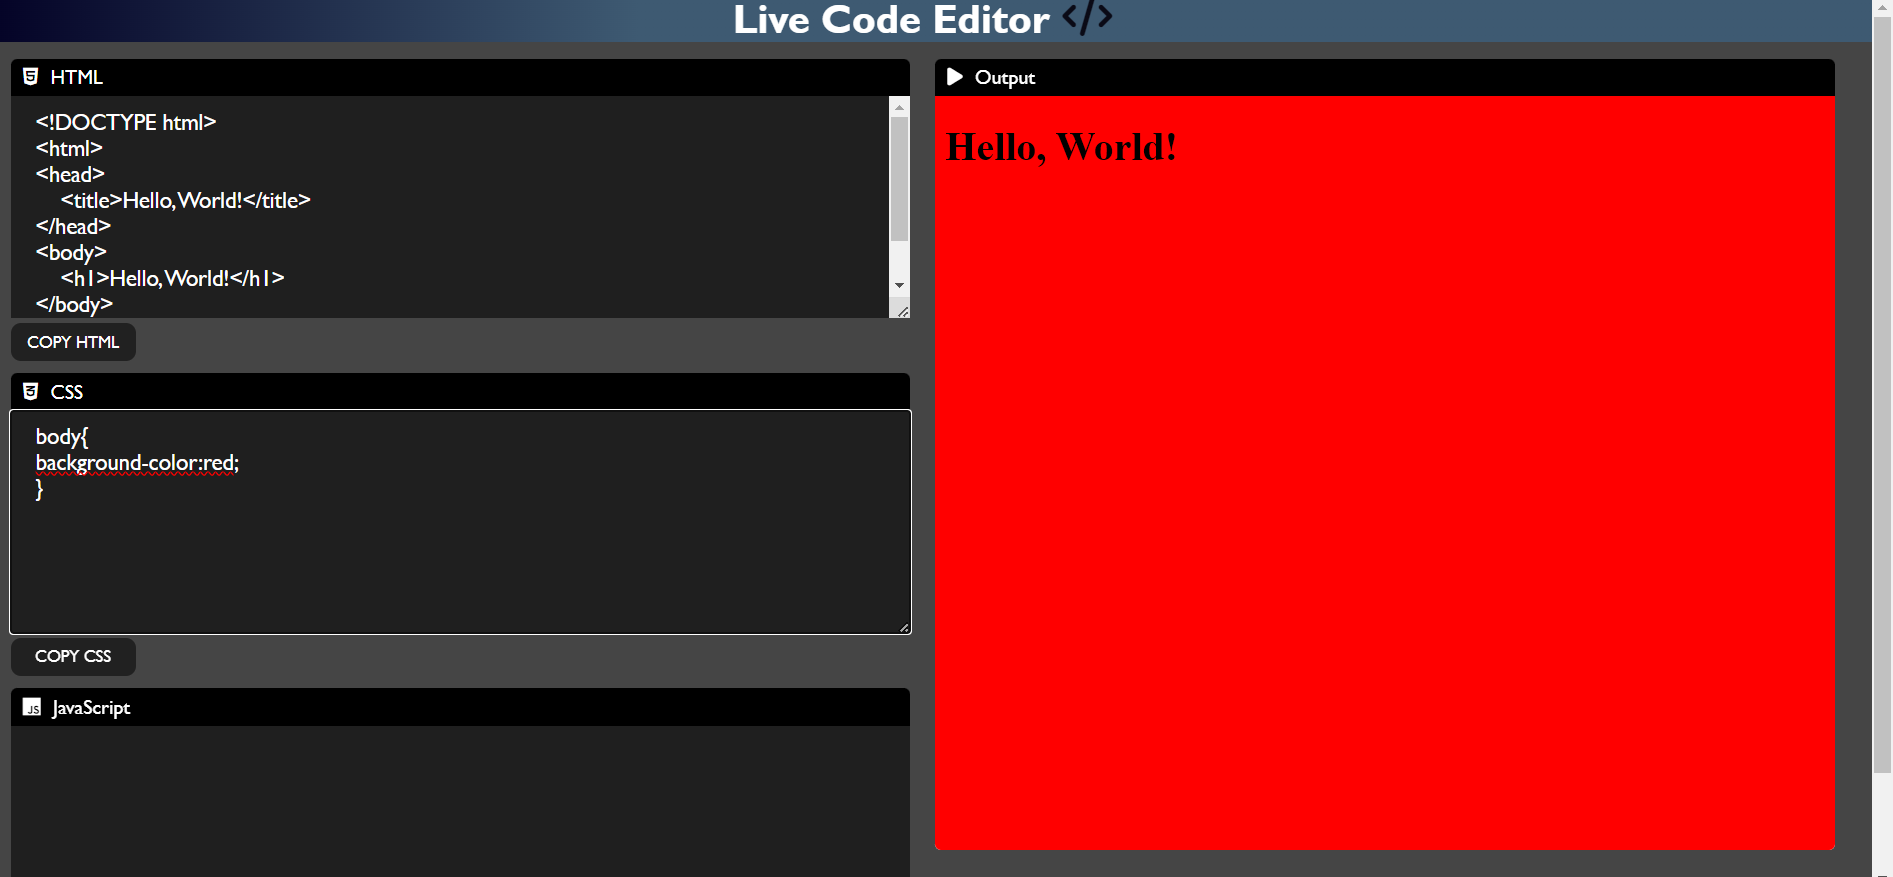 Live Code Editor </>
HTML
<!DOCTYPE html>
<html>
<head>
<title>Hello, World!</title>
</head>
<body>
<h1>Hello, World!</h1>
</body>
COPY HTML
CSS
body{
background-color:red;
}
COPY CSS
JS JavaScript
Output
Hello, World!